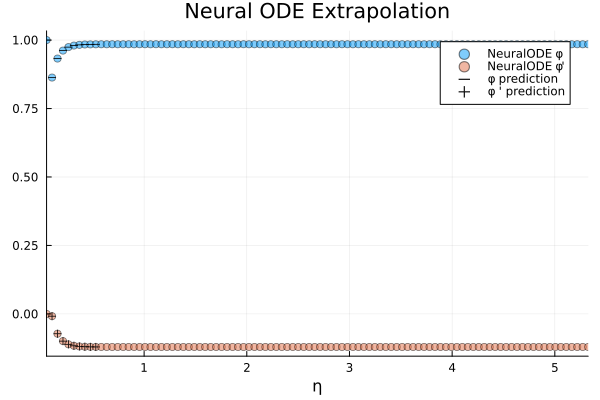 Neural ODE Extrapolation
1.00
0.75
0.50
0.25
0.00
NeuralODE φ
NeuralODE φ'
φ prediction
φ ' prediction
1
2
3
4
5
η